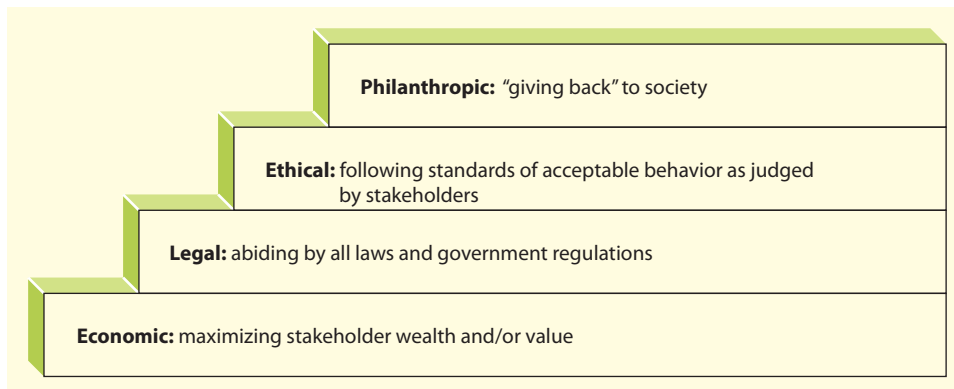 Philanthropic: “giving back” to society
Ethical: following standards of acceptable behavior as judged
by stakeholders
Legal: abiding by all laws and government regulations
Economic: maximizing stakeholder wealth and/or value